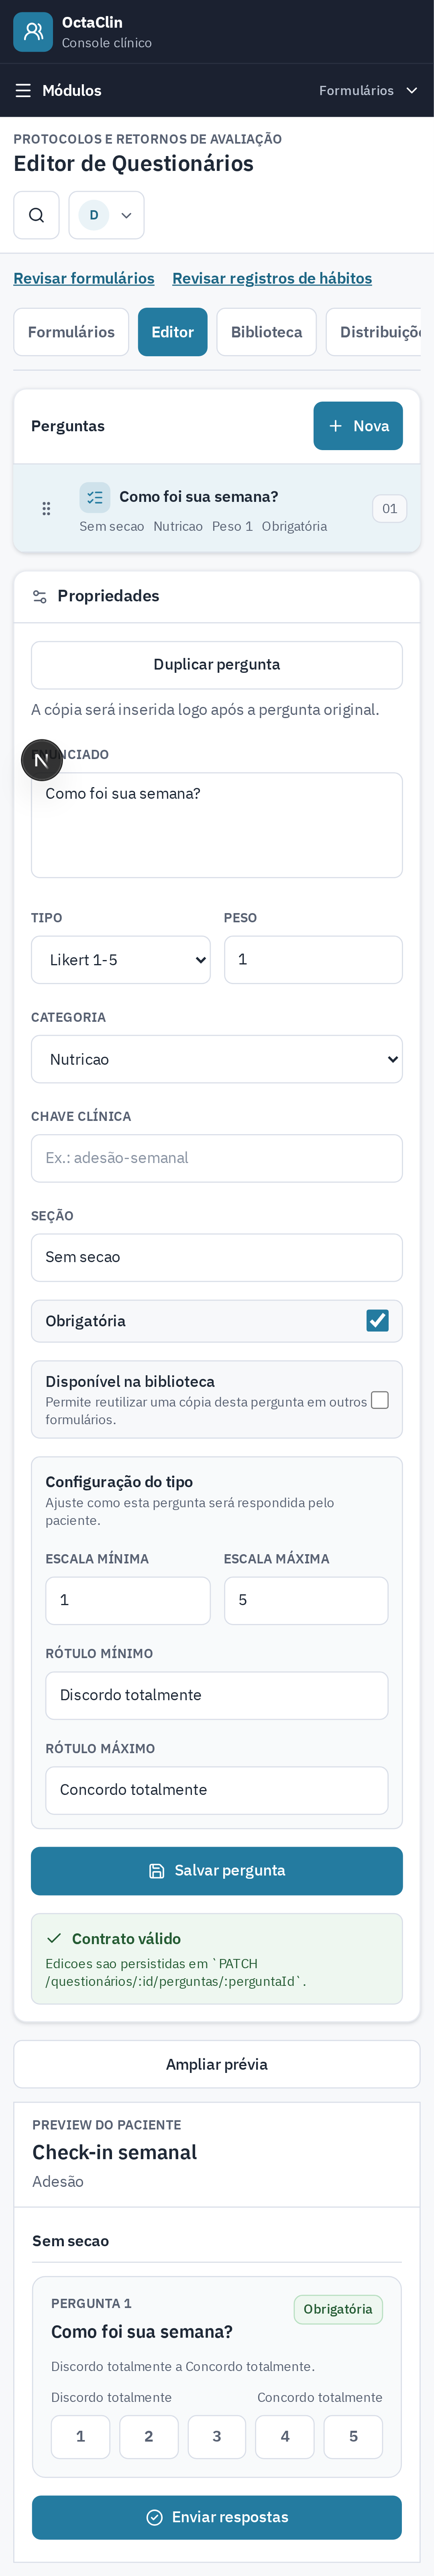 OctaClin
Console clínico
Módulos
Formulários
PROTOCOLOS E RETORNOS DE AVALIAÇÃO
Editor de Questionários
D
Revisar formulários Revisar registros de hábitos
Formulários Editor Biblioteca Distribuiçõe
Perguntas
Nova
Como foi sua semana?
Sem secao Nutricao Peso 1 Obrigatória
01
Propriedades
Duplicar pergunta
A cópia será inserida logo após a pergunta original.
ENUNCIADO
N
Como foi sua semana?
TIPO PESO
Likert 1-5 1
CATEGORIA
Nutricao
CHAVE CLÍNICA
Ex.: adesão-semanal
SEÇÃO
Sem secao
Obrigatória
Disponível na biblioteca
Permite reutilizar uma cópia desta pergunta em outros
formulários.
Configuração do tipo
Ajuste como esta pergunta será respondida pelo
paciente.
ESCALA MÍNIMA ESCALA MÁXIMA
1 5
RÓTULO MÍNIMO
Discordo totalmente
RÓTULO MÁXIMO
Concordo totalmente
Salvar pergunta
Contrato válido
Edicoes sao persistidas em `PATCH
/questionários/:id/perguntas/:perguntaId`.
Ampliar prévia
PREVIEW DO PACIENTE
Check-in semanal
Adesão
Sem secao
PERGUNTA 1
Obrigatória
Como foi sua semana?
Discordo totalmente a Concordo totalmente.
Discordo totalmente Concordo totalmente
1 2 3 4 5
Enviar respostas